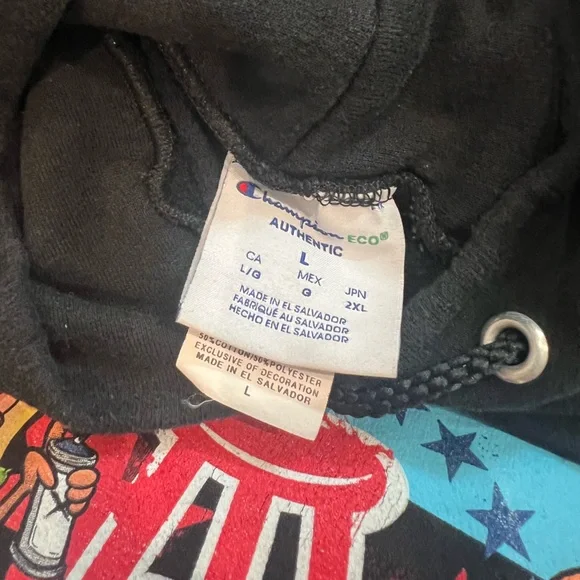 Champion ECO®
AUTHENTIC
L
CA MEX JPN
L/G G 2XL
MADE IN EL SALVADOR
FABRIQUÉ AU SALVADOR
HECHO EN EL SALVADOR
50%COTTON/50%POLYESTER
EXCLUSIVE OF DECORATION
MADE IN EL SALVADOR
L